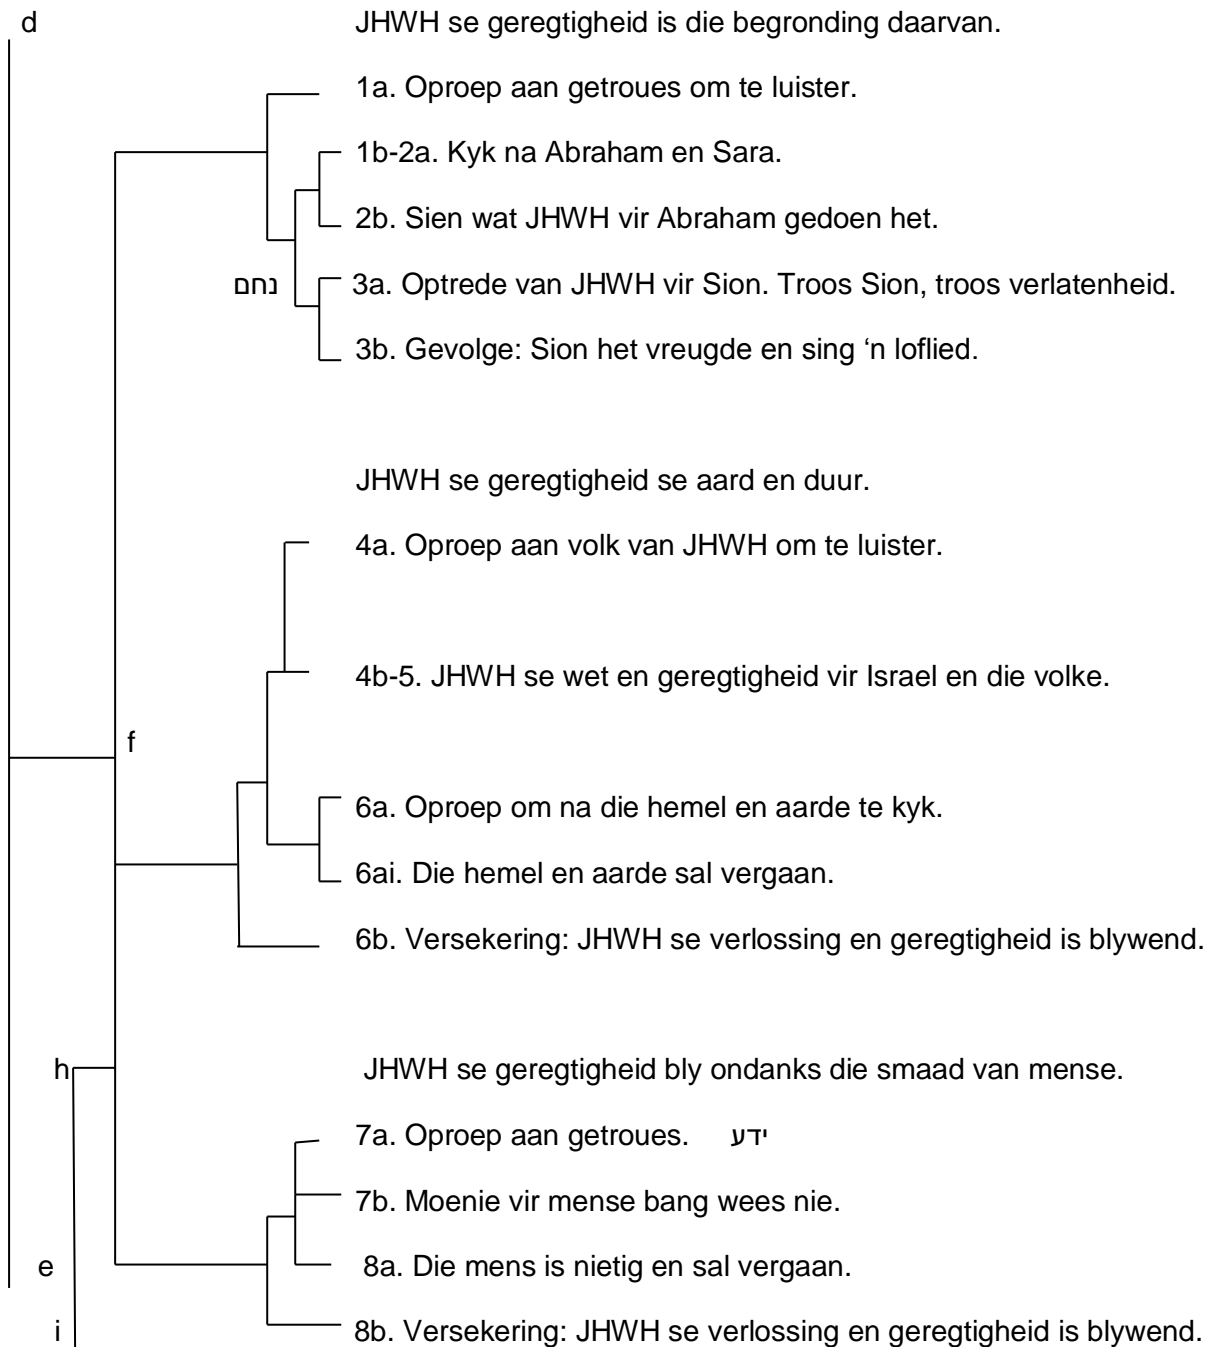 d JHWH se geregtigheid is die begronding daarvan.
1a. Oproep aan getroues om te luister.
1b-2a. Kyk na Abraham en Sara.
2b. Sien wat JHWH vir Abraham gedoen het.
נחם 3a. Optrede van JHWH vir Sion. Troos Sion, troos verlatenheid.
3b. Gevolge: Sion het vreugde en sing ‘n loflied.
JHWH se geregtigheid se aard en duur.
4a. Oproep aan volk van JHWH om te luister.
4b-5. JHWH se wet en geregtigheid vir Israel en die volke.
f
6a. Oproep om na die hemel en aarde te kyk.
6ai. Die hemel en aarde sal vergaan.
6b. Versekering: JHWH se verlossing en geregtigheid is blywend.
h JHWH se geregtigheid bly ondanks die smaad van mense.
7a. Oproep aan getroues. ידע
7b. Moenie vir mense bang wees nie.
e 8a. Die mens is nietig en sal vergaan.
i 8b. Versekering: JHWH se verlossing en geregtigheid is blywend.